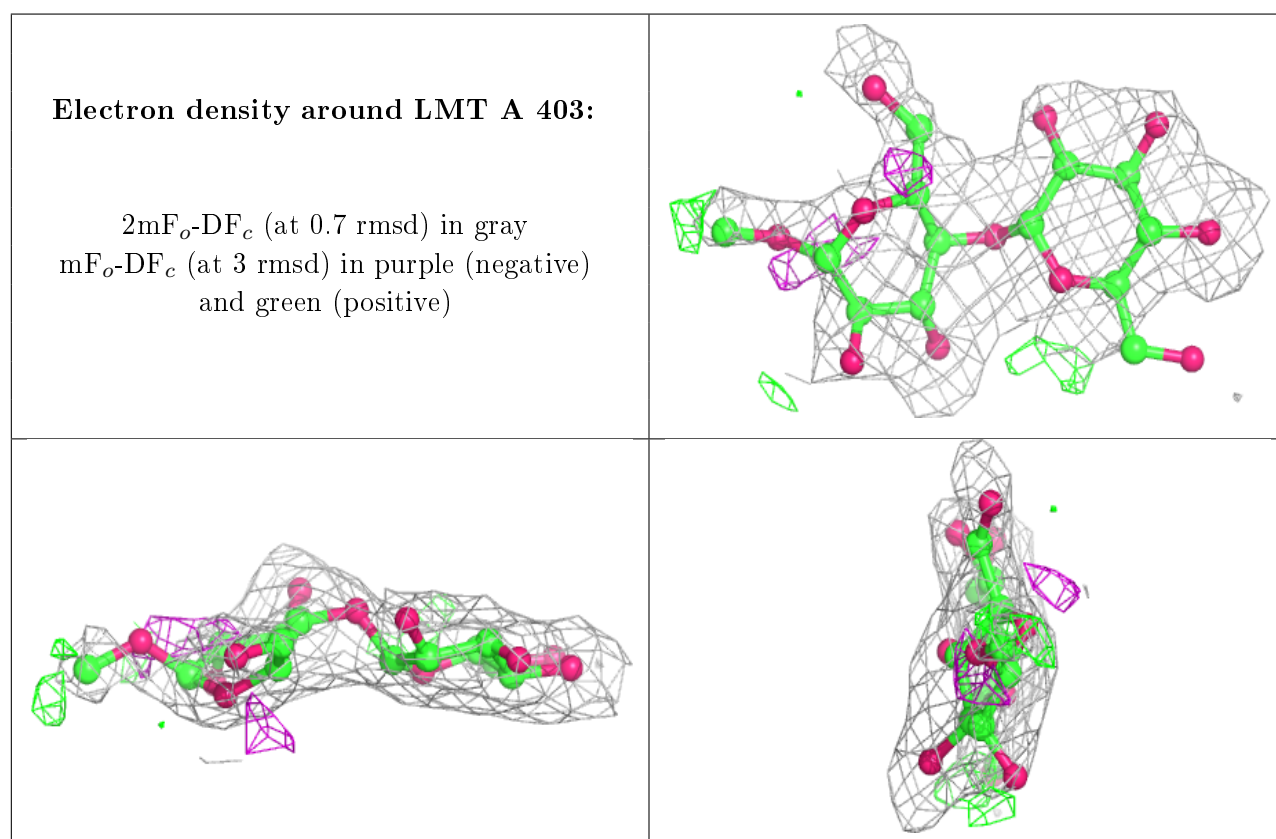 Electron density around LMT A 403:
2mFo-DFc (at 0.7 rmsd) in gray
mFo-DFc (at 3 rmsd) in purple (negative)
and green (positive)